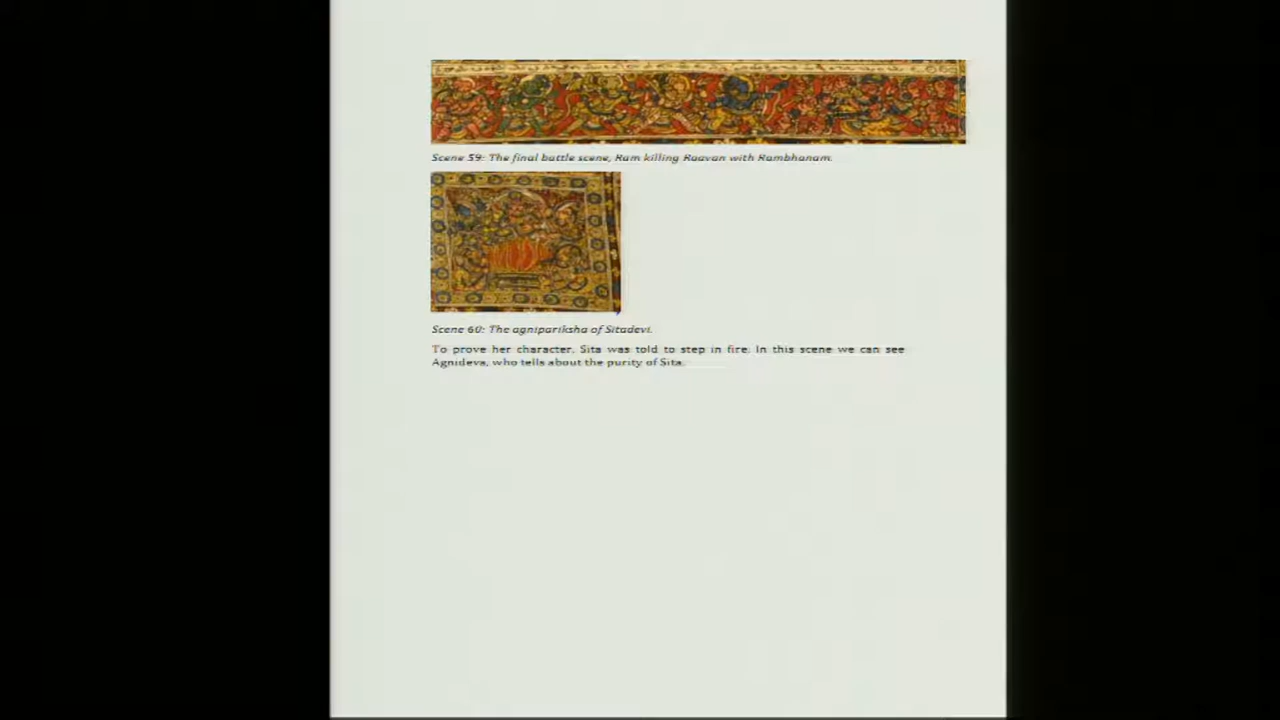 Scene 59: The final battle scene, Ram killing Raavan with Rambhanam.
Scene 60: The agnipariksha of Sitadevi.
To prove her character, Sita was told to step in fire. In this scene we can see
Agnideva, who tells about the purity of Sita.